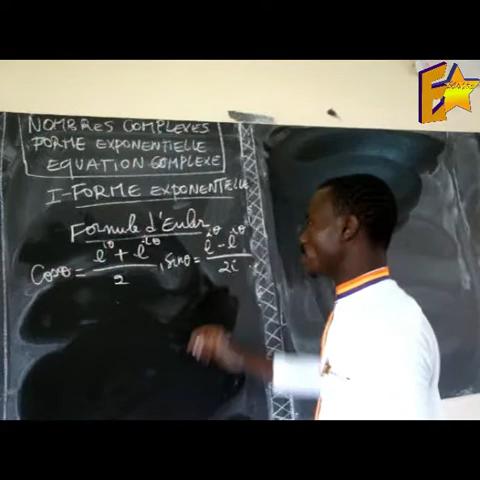 NOMBRES COMPLEXES
FORME EXPONENTIELLE
EQUATION COMPLEXE
I-FORME EXPONENTIELLE
Formule d'Euler
Cosθ = (e^iθ + e^-iθ)/2, Sinθ = (e^iθ - e^-iθ)/2i